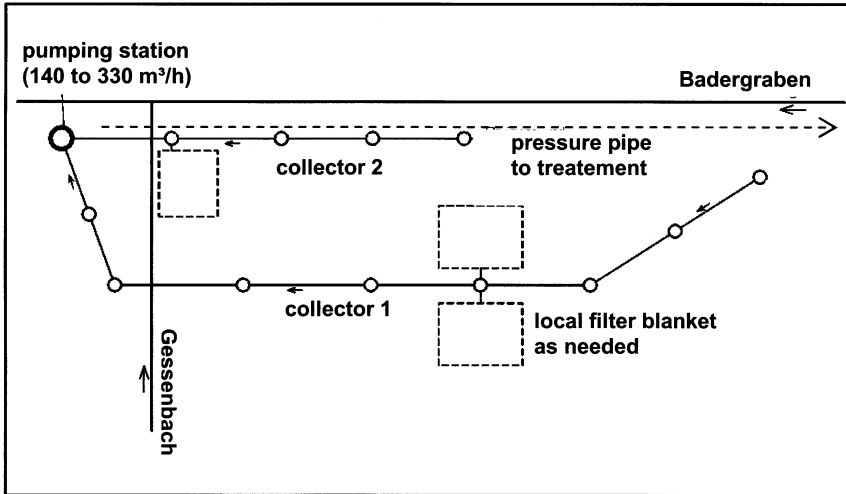 pumping station
(140 to 330 m³/h)
Badergraben
pressure pipe
to treatement
collector 2
collector 1
local filter blanket
as needed
Gessenbach